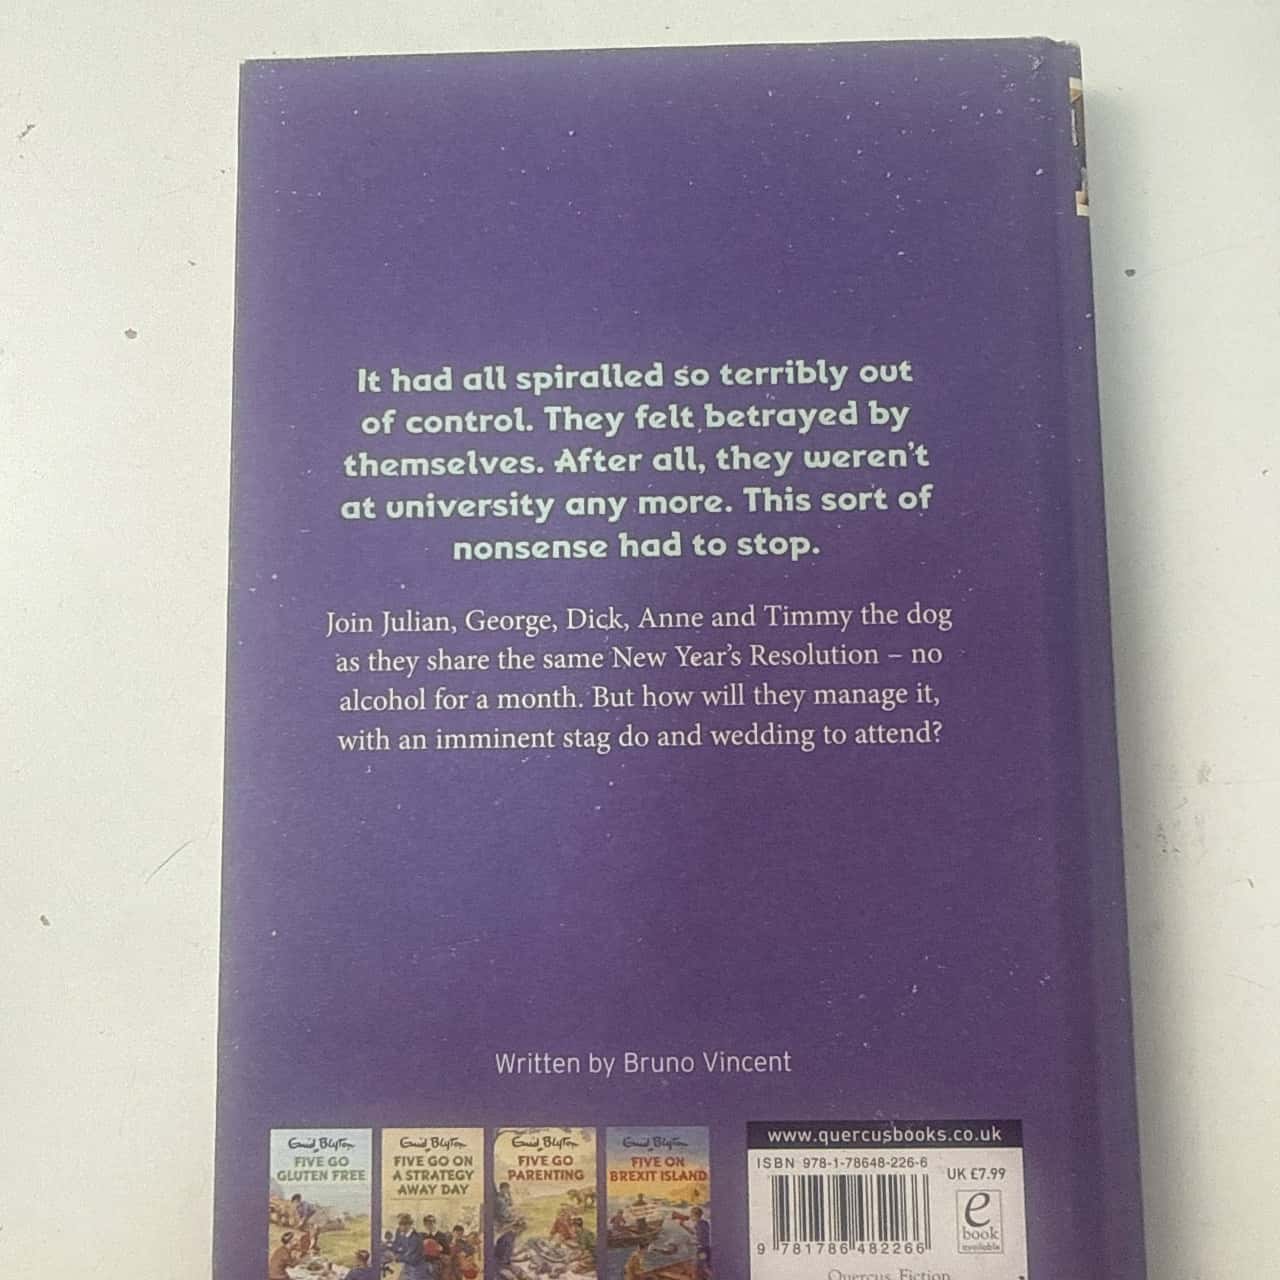 It had all spiralled so terribly out
of control. They felt betrayed by
themselves. After all, they weren't
at university any more. This sort of
nonsense had to stop.
Join Julian, George, Dick, Anne and Timmy the dog
as they share the same New Year's Resolution – no
alcohol for a month. But how will they manage it,
with an imminent stag do and wedding to attend?
Written by Bruno Vincent
Enid Blyton
FIVE GO
GLUTEN FREE
Enid Blyton
FIVE GO ON
A STRATEGY
AWAY DAY
Enid Blyton
FIVE GO
PARENTING
Enid Blyton
FIVE ON
BREXIT ISLAND
www.quercusbooks.co.uk
ISBN 978-1-78648-226-6
UK £7.99
e
book
available
9 781786 482266
Quercus Fiction